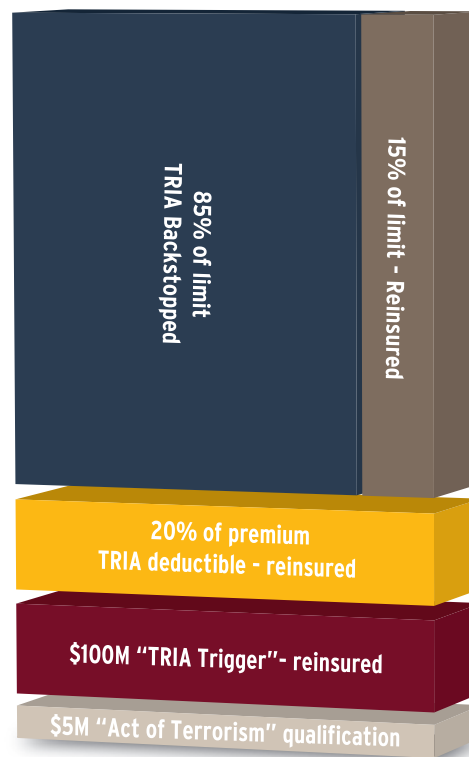 85% of limit
TRIA Backstopped
15% of limit - Reinsured
20% of premium
TRIA deductible - reinsured
$100M “TRIA Trigger”- reinsured
$5M “Act of Terrorism” qualification